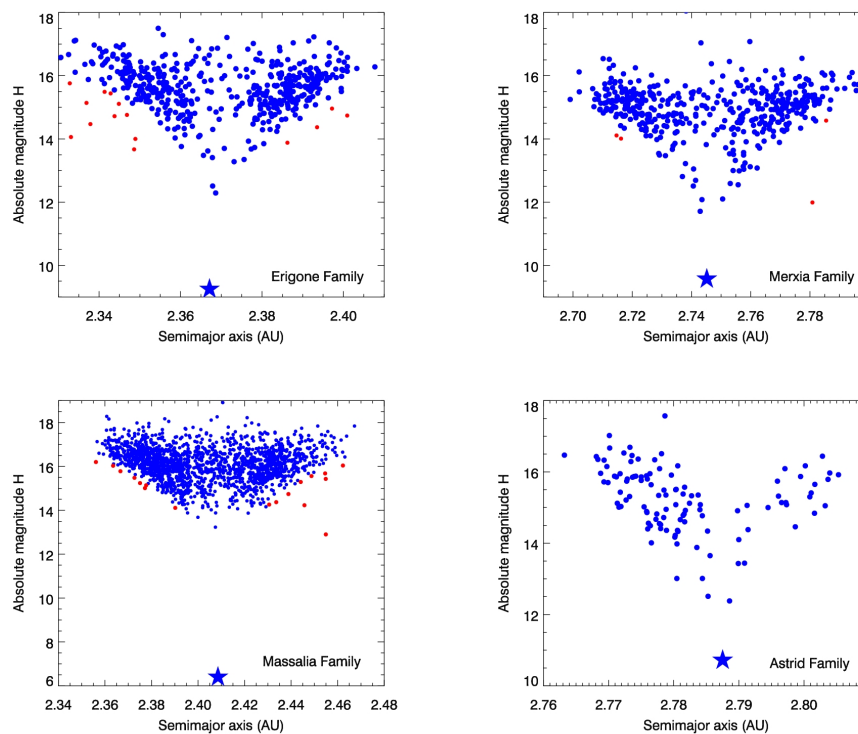 18
16
14
12
10
Absolute magnitude H
Erigone Family
2.34 2.36 2.38 2.40
Semimajor axis (AU)
18
16
14
12
10
Absolute magnitude H
Merxia Family
2.70 2.72 2.74 2.76 2.78
Semimajor axis (AU)
18
16
14
12
10
8
6
Absolute magnitude H
Massalia Family
2.34 2.36 2.38 2.40 2.42 2.44 2.46 2.48
Semimajor axis (AU)
18
16
14
12
10
Absolute magnitude H
Astrid Family
2.76 2.77 2.78 2.79 2.80
Semimajor axis (AU)